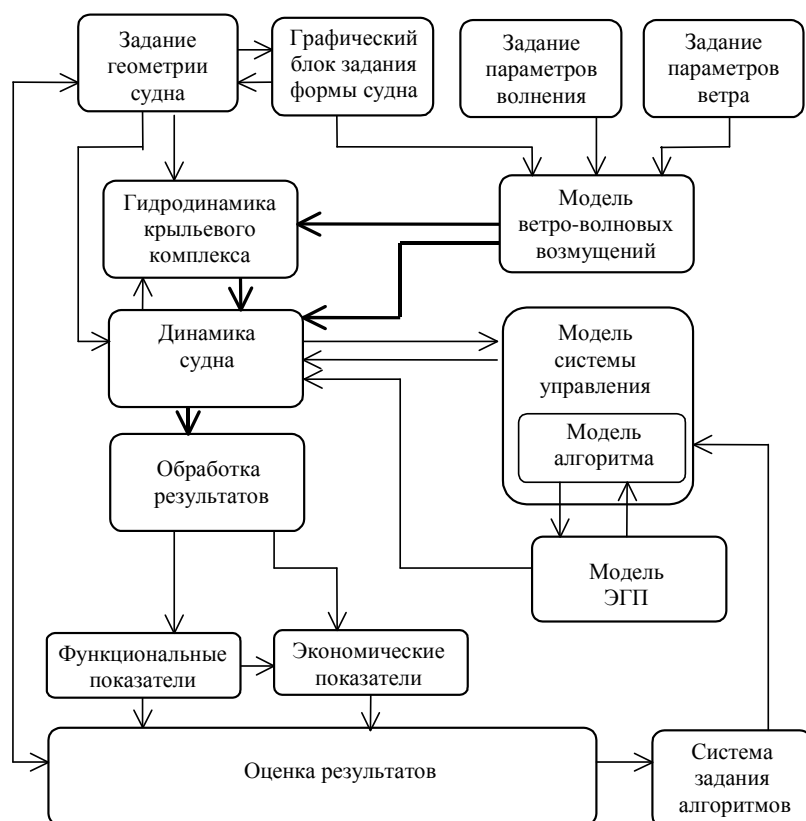 Задание
геометрии
судна
Графический
блок задания
формы судна
Задание
параметров
волнения
Задание
параметров
ветра
Гидродинамика
крыльевого
комплекса
Модель
ветро-волновых
возмущений
Динамика
судна
Модель
системы
управления
Модель
алгоритма
Обработка
результатов
Модель
ЭГП
Функциональные
показатели
Экономические
показатели
Оценка результатов
Система
задания
алгоритмов